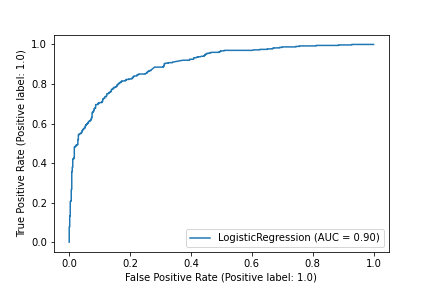 1.0
0.8
0.6
0.4
0.2
0.0
True Positive Rate (Positive label: 1.0)
LogisticRegression (AUC = 0.90)
0.0 0.2 0.4 0.6 0.8 1.0
False Positive Rate (Positive label: 1.0)